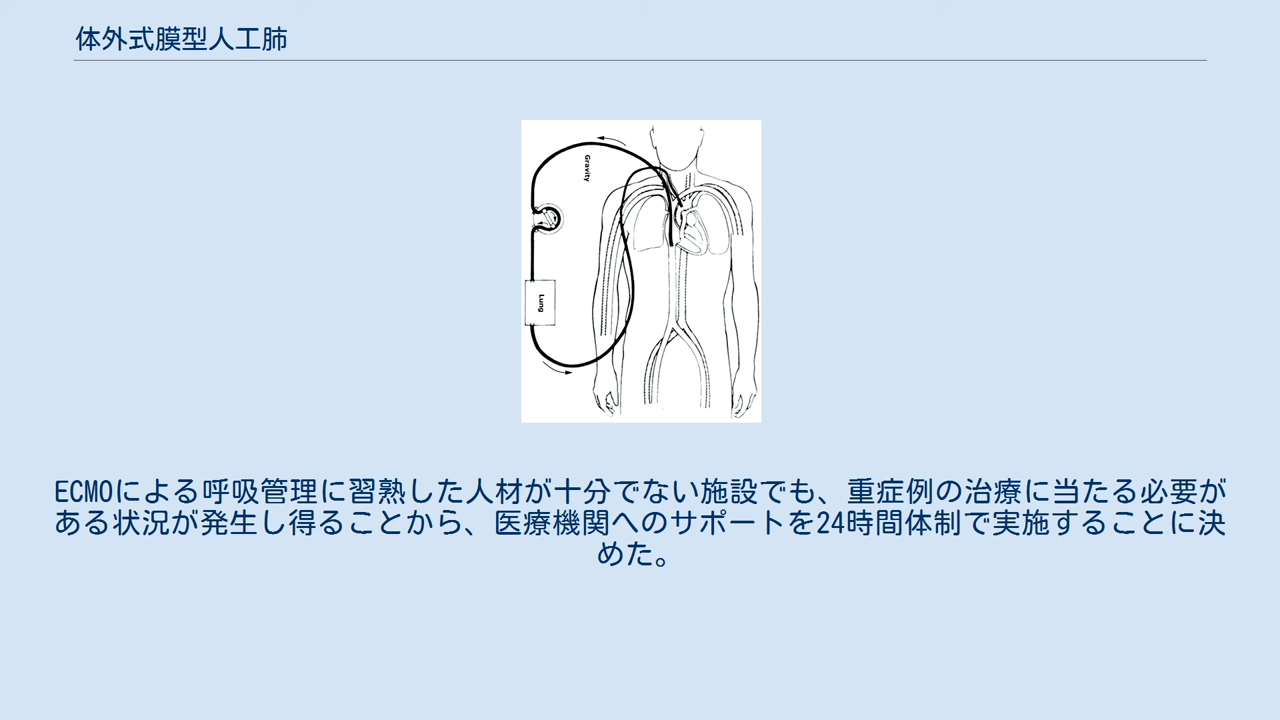 体外式膜型人工肺
Gravity
Lung
ECMOによる呼吸管理に習熟した人材が十分でない施設でも、重症例の治療に当たる必要が
ある状況が発生し得ることから、医療機関へのサポートを24時間体制で実施することに決
めた。